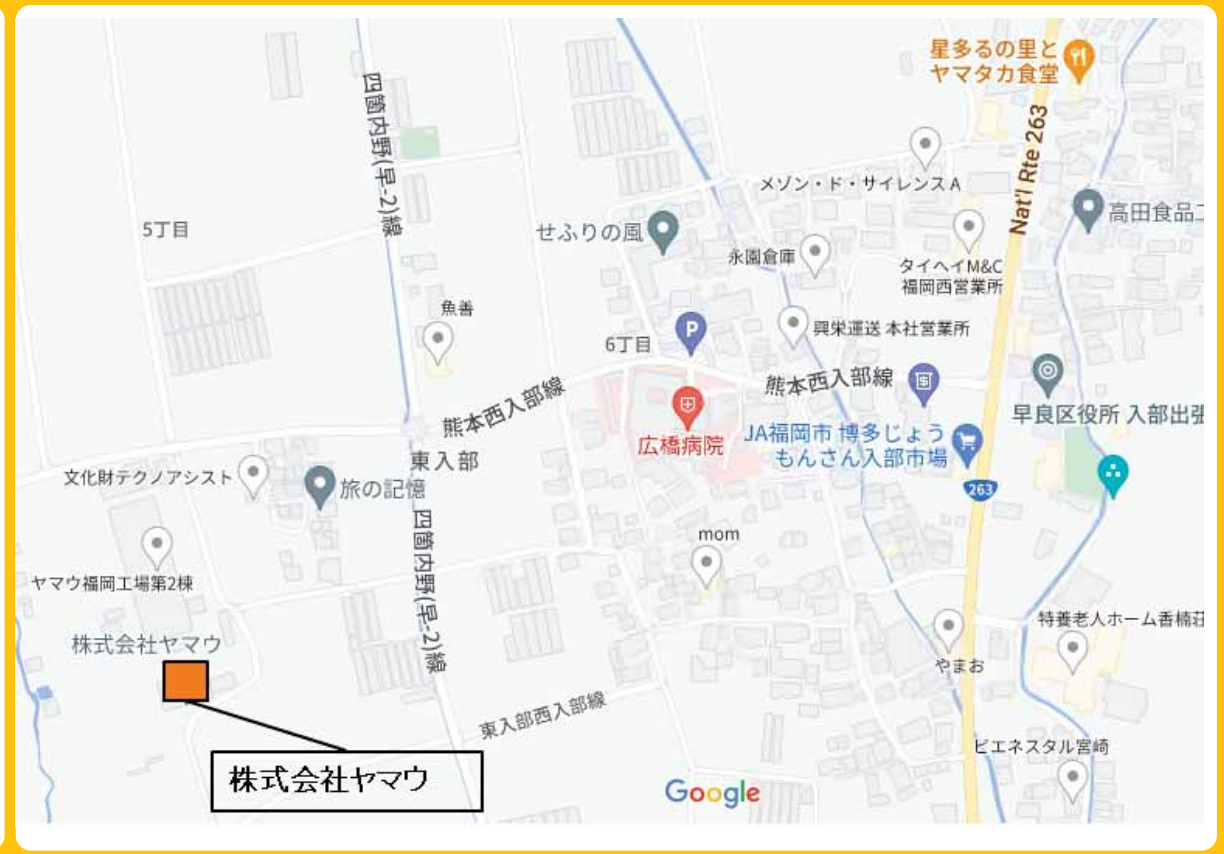 星多るの里と
ヤマタカ食堂
四箇内野(早-2)線
Nat'l Rte 263
メゾン・ド・サイレンスA
高田食品
5丁目
せふりの風
永園倉庫
タイヘイM&C
福岡西営業所
魚善
P
興栄運送 本社営業所
6丁目
熊本西入部線
熊本西入部線
早良区役所 入部出張
広橋病院
JA福岡市 博多じょう
もんさん入部市場
東入部
文化財テクノアシスト
旅の記憶
263
四箇内野(早-2)線
mom
ヤマウ福岡工場第2棟
特養老人ホーム香楠荘
株式会社ヤマウ
やまお
東入部西入部線
ビエネスタル宮崎
株式会社ヤマウ
Google